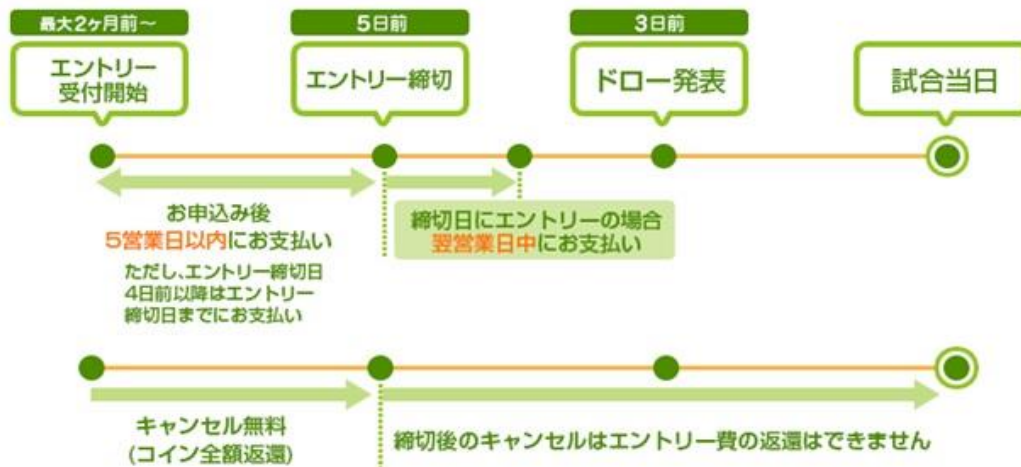 最大2ヶ月前～
5日前
3日前
エントリー
受付開始
エントリー締切
ドロー発表
試合当日
お申込み後
5営業日以内にお支払い
ただし、エントリー締切日
4日前以降はエントリー
締切日までにお支払い
締切日にエントリーの場合
翌営業日中にお支払い
キャンセル無料
(コイン全額返還)
締切後のキャンセルはエントリー費の返還はできません